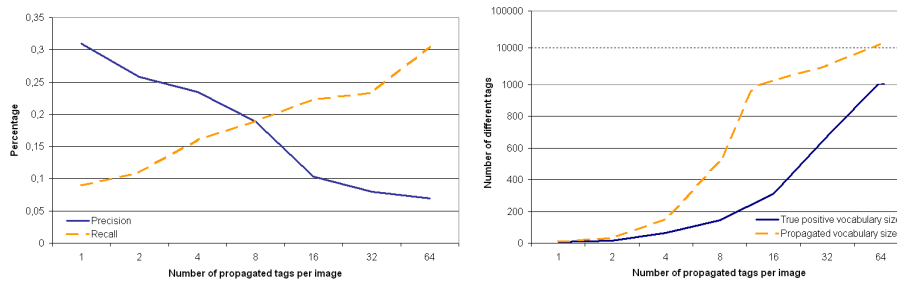 0,35
0,3
0,25
0,2
0,15
0,1
0,05
0
Percentage
Precision
Recall
1 2 4 8 16 32 64
Number of propagated tags per image
100000
10000
1000
800
600
400
200
0
Number of different tags
True positive vocabulary size
Propagated vocabulary size
1 2 4 8 16 32 64
Number of propagated tags per image